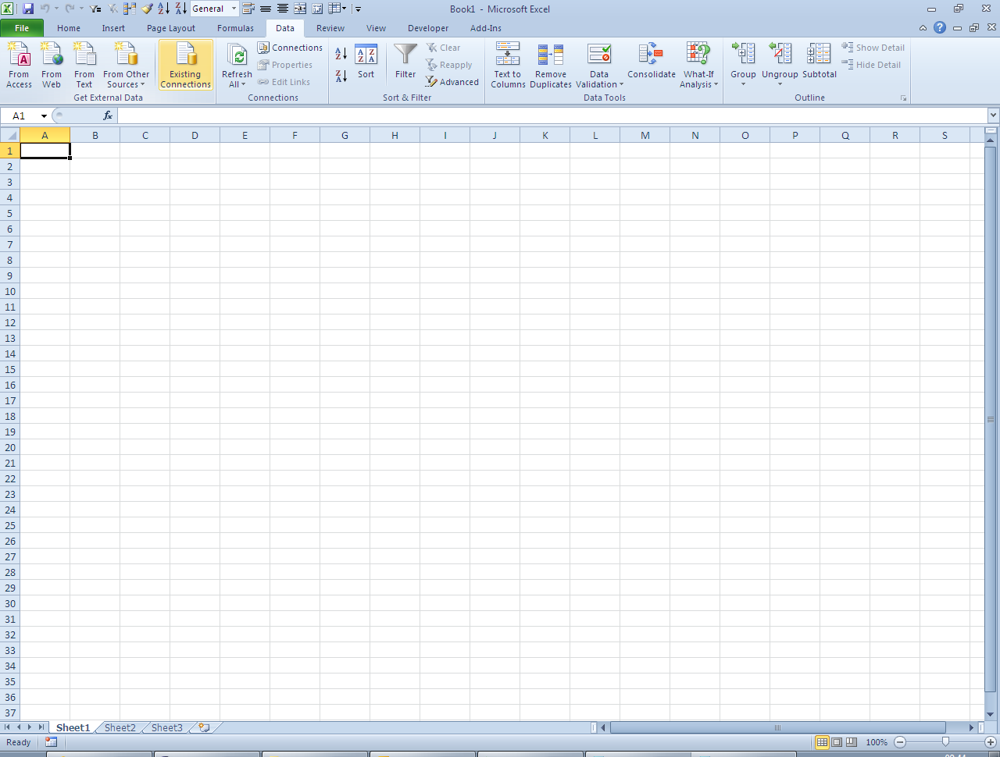 General
Book1 - Microsoft Excel
File Home Insert Page Layout Formulas Data Review View Developer Add-Ins
From Access
From Web
From Text
From Other Sources
Existing Connections
Get External Data
Refresh All
Connections
Properties
Edit Links
Connections
Sort
Filter
Clear
Reapply
Advanced
Sort & Filter
Text to Columns
Remove Duplicates
Data Validation
Consolidate
What-If Analysis
Data Tools
Group
Ungroup
Subtotal
Show Detail
Hide Detail
Outline
A1 fx
A B C D E F G H I J K L M N O P Q R S
1
2
3
4
5
6
7
8
9
10
11
12
13
14
15
16
17
18
19
20
21
22
23
24
25
26
27
28
29
30
31
32
33
34
35
36
37
Sheet1 Sheet2 Sheet3
Ready 100%